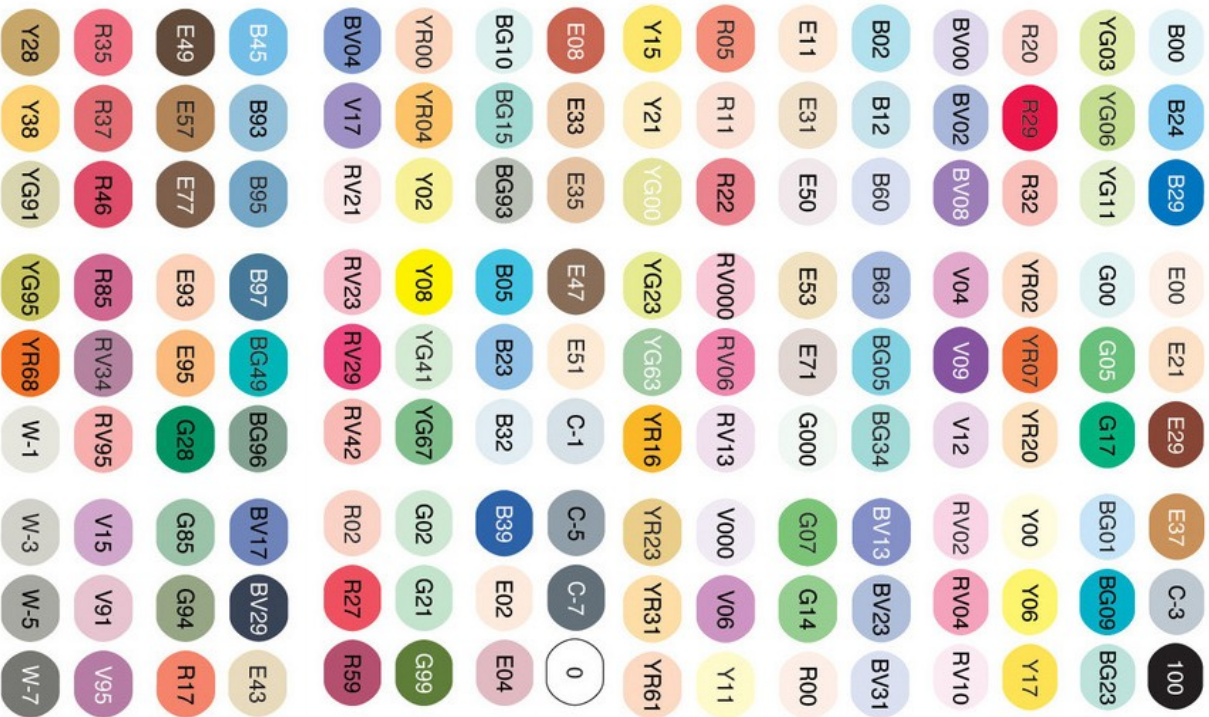 B00 B24 B29 E00 E21 E29 E37 C-3 100
YG03 YG06 YG11 G00 G05 G17 BG01 BG09 BG23
R20 R29 R32 YR02 YR07 YR20 Y00 Y06 Y17
BV00 BV02 BV08 V04 V09 V12 RV02 RV04 RV10
B02 B12 B60 B63 BG05 BG34 BV13 BV23 BV31
E11 E31 E50 E53 E71 G000 G07 G14 R00
R05 R11 R22 RV000 RV06 RV13 V000 V06 Y11
Y15 Y21 YG00 YG23 YG63 YR16 YR23 YR31 YR61
E08 E33 E35 E47 E51 C-1 C-5 C-7 0
BG10 BG15 BG93 B05 B23 B32 B39 E02 E04
YR00 YR04 Y02 Y08 YG41 YG67 G02 G21 G99
BV04 V17 RV21 RV23 RV29 RV42 R02 R27 R59
B45 B93 B95 B97 BG49 BG96 BV17 BV29 E43
E49 E57 E77 E93 E95 G28 G85 G94 R17
R35 R37 R46 R85 RV34 RV95 V15 V91 V95
Y28 Y38 YG91 YG95 YR68 W-1 W-3 W-5 W-7